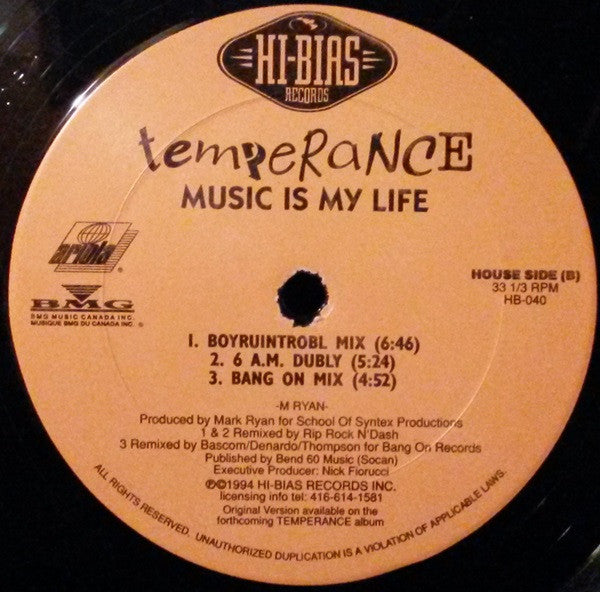 HI-BIAS
RECORDS
temPERaNCE
MUSIC IS MY LIFE
ariola
BMG
BMG MUSIC CANADA INC.
MUSIQUE BMG DU CANADA INC.
HOUSE SIDE (B)
33 1/3 RPM
HB-040
1. BOYRUINTROBL MIX (6:46)
2. 6 A.M. DUBLY (5:24)
3. BANG ON MIX (4:52)
-M RYAN-
Produced by Mark Ryan for School Of Syntex Productions
1 & 2 Remixed by Rip Rock N'Dash
3 Remixed by Bascom/Denardo/Thompson for Bang On Records
Published by Bend 60 Music (Socan)
Executive Producer: Nick Fiorucci
℗©1994 HI-BIAS RECORDS INC.
licensing info tel: 416-614-1581
Original Version available on the
forthcoming TEMPERANCE album
ALL RIGHTS RESERVED. UNAUTHORIZED DUPLICATION IS A VIOLATION OF APPLICABLE LAWS.